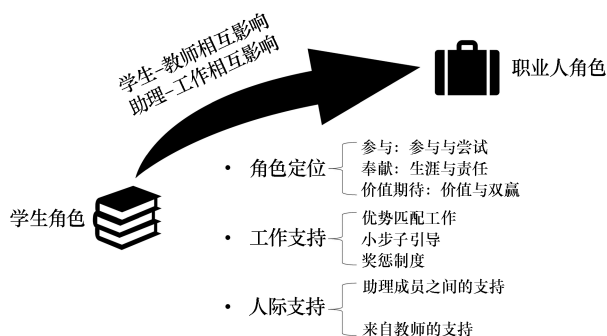 学生-教师相互影响
助理-工作相互影响
职业人角色
学生角色
• 角色定位
参与：参与与尝试
奉献：生涯与责任
价值期待：价值与双赢
• 工作支持
优势匹配工作
小步子引导
奖惩制度
• 人际支持
助理成员之间的支持
来自教师的支持